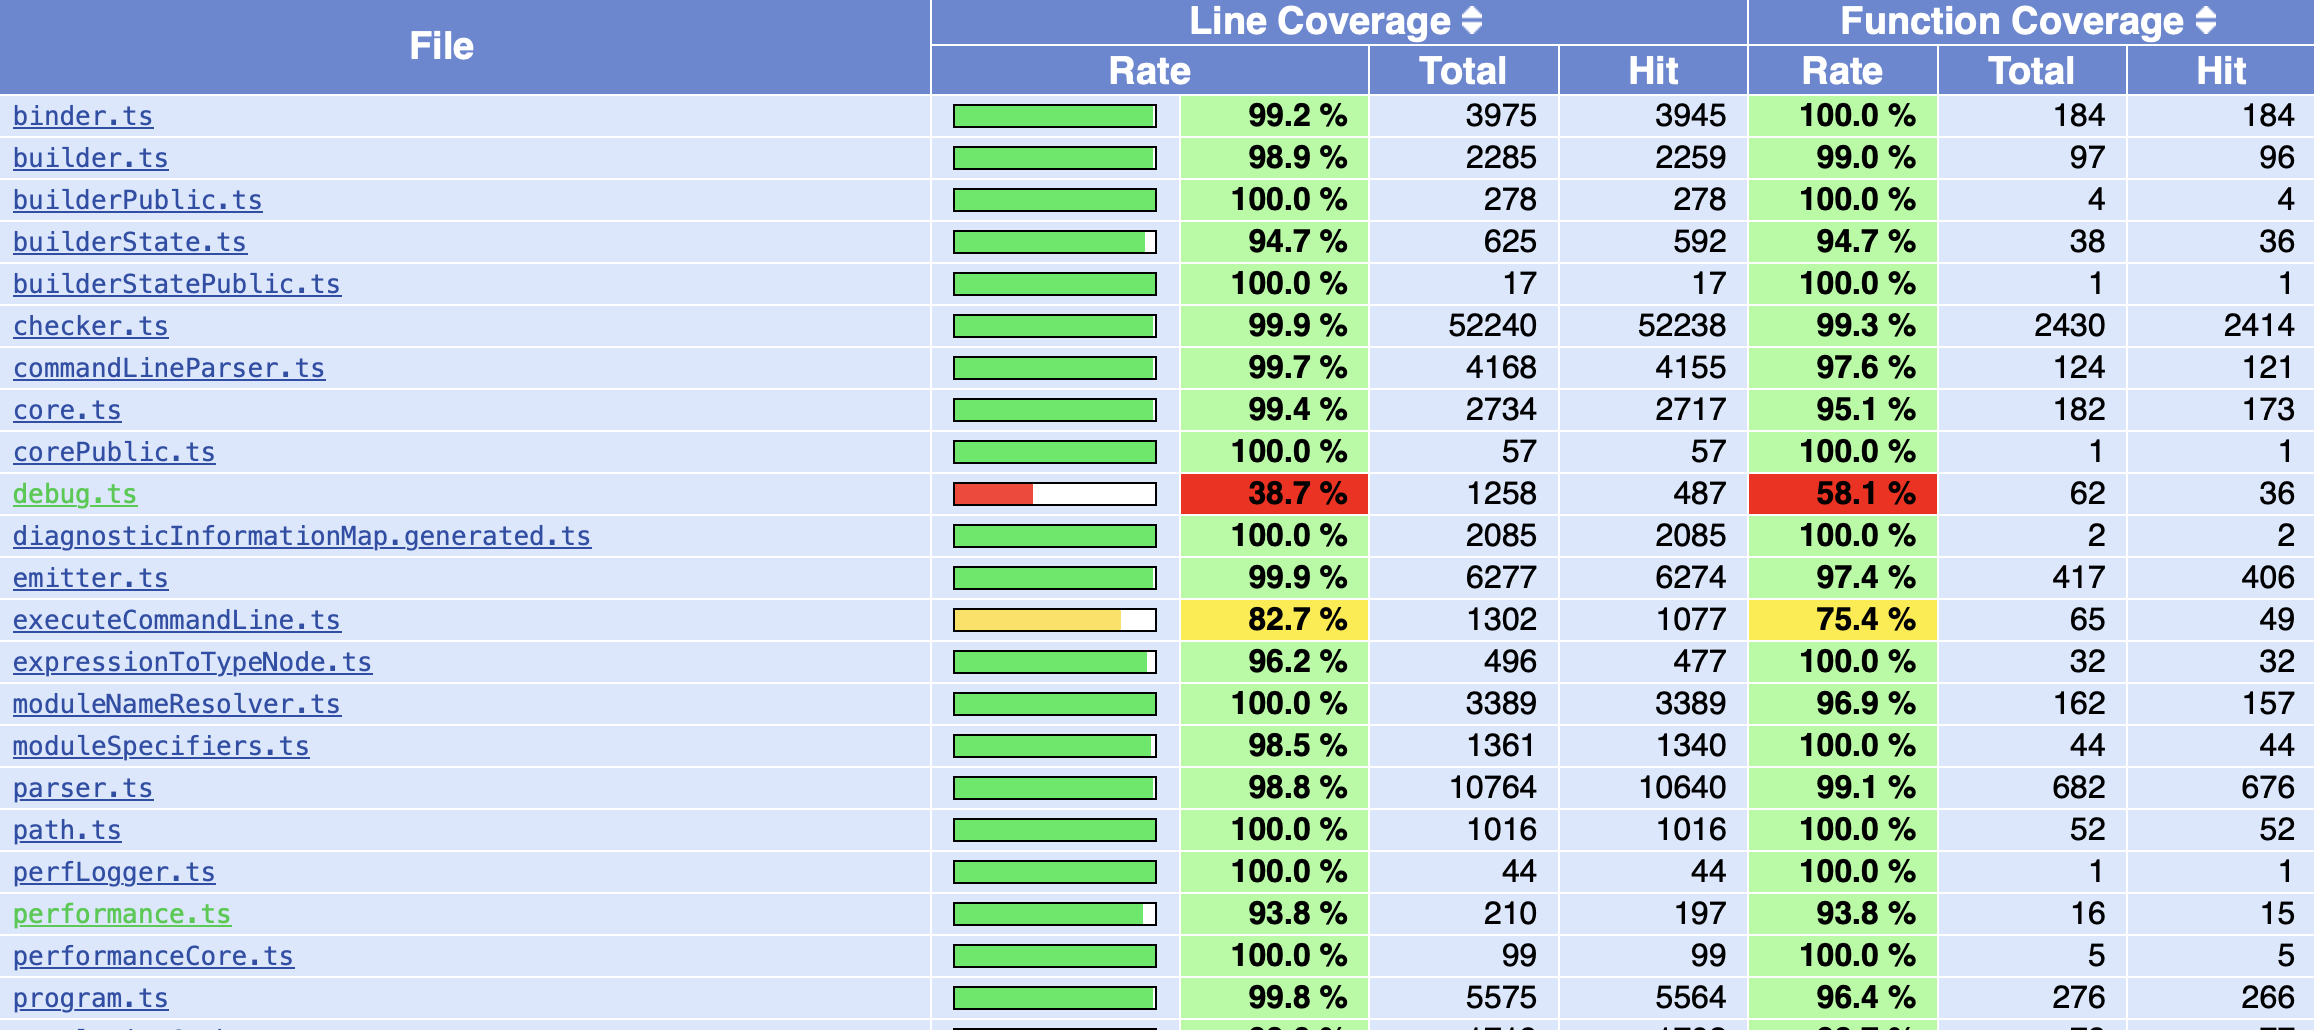 File Line Coverage Function Coverage
Rate Total Hit Rate Total Hit
binder.ts 99.2 % 3975 3945 100.0 % 184 184
builder.ts 98.9 % 2285 2259 99.0 % 97 96
builderPublic.ts 100.0 % 278 278 100.0 % 4 4
builderState.ts 94.7 % 625 592 94.7 % 38 36
builderStatePublic.ts 100.0 % 17 17 100.0 % 1 1
checker.ts 99.9 % 52240 52238 99.3 % 2430 2414
commandLineParser.ts 99.7 % 4168 4155 97.6 % 124 121
core.ts 99.4 % 2734 2717 95.1 % 182 173
corePublic.ts 100.0 % 57 57 100.0 % 1 1
debug.ts 38.7 % 1258 487 58.1 % 62 36
diagnosticInformationMap.generated.ts 100.0 % 2085 2085 100.0 % 2 2
emitter.ts 99.9 % 6277 6274 97.4 % 417 406
executeCommandLine.ts 82.7 % 1302 1077 75.4 % 65 49
expressionToTypeNode.ts 96.2 % 496 477 100.0 % 32 32
moduleNameResolver.ts 100.0 % 3389 3389 96.9 % 162 157
moduleSpecifiers.ts 98.5 % 1361 1340 100.0 % 44 44
parser.ts 98.8 % 10764 10640 99.1 % 682 676
path.ts 100.0 % 1016 1016 100.0 % 52 52
perfLogger.ts 100.0 % 44 44 100.0 % 1 1
performance.ts 93.8 % 210 197 93.8 % 16 15
performanceCore.ts 100.0 % 99 99 100.0 % 5 5
program.ts 99.8 % 5575 5564 96.4 % 276 266